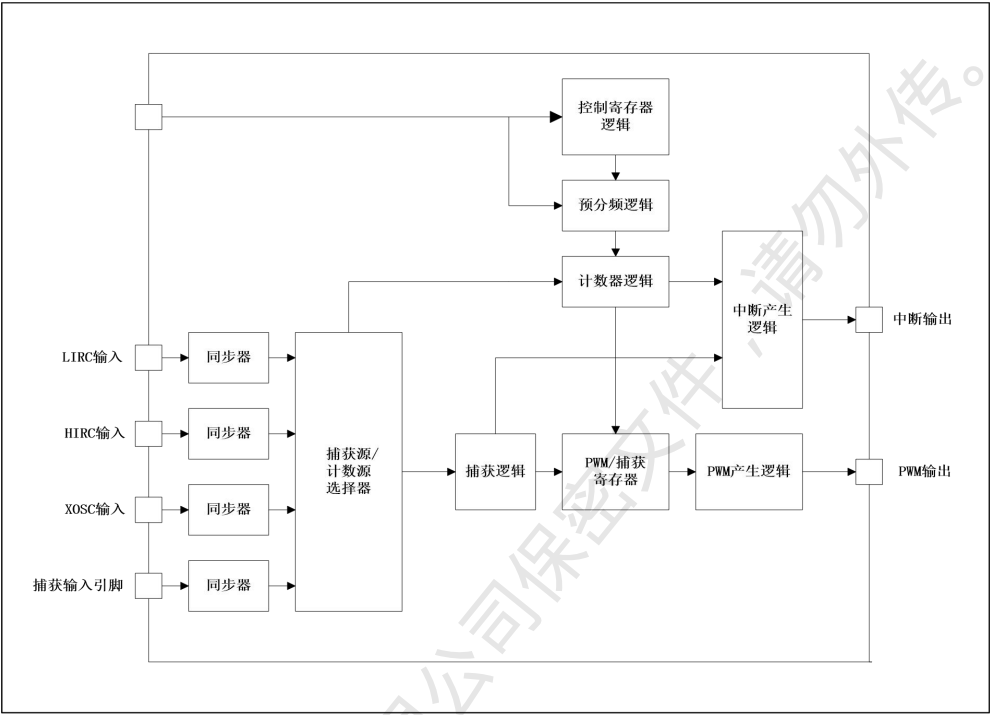 控制寄存器
逻辑
预分频逻辑
计数器逻辑
中断产生
逻辑
中断输出
LIRC输入
同步器
HIRC输入
同步器
捕获源/
计数源
选择器
捕获逻辑
PWM/捕获
寄存器
PWM产生逻辑
PWM输出
XOSC输入
同步器
捕获输入引脚
同步器
公司保密文件，请勿外传。